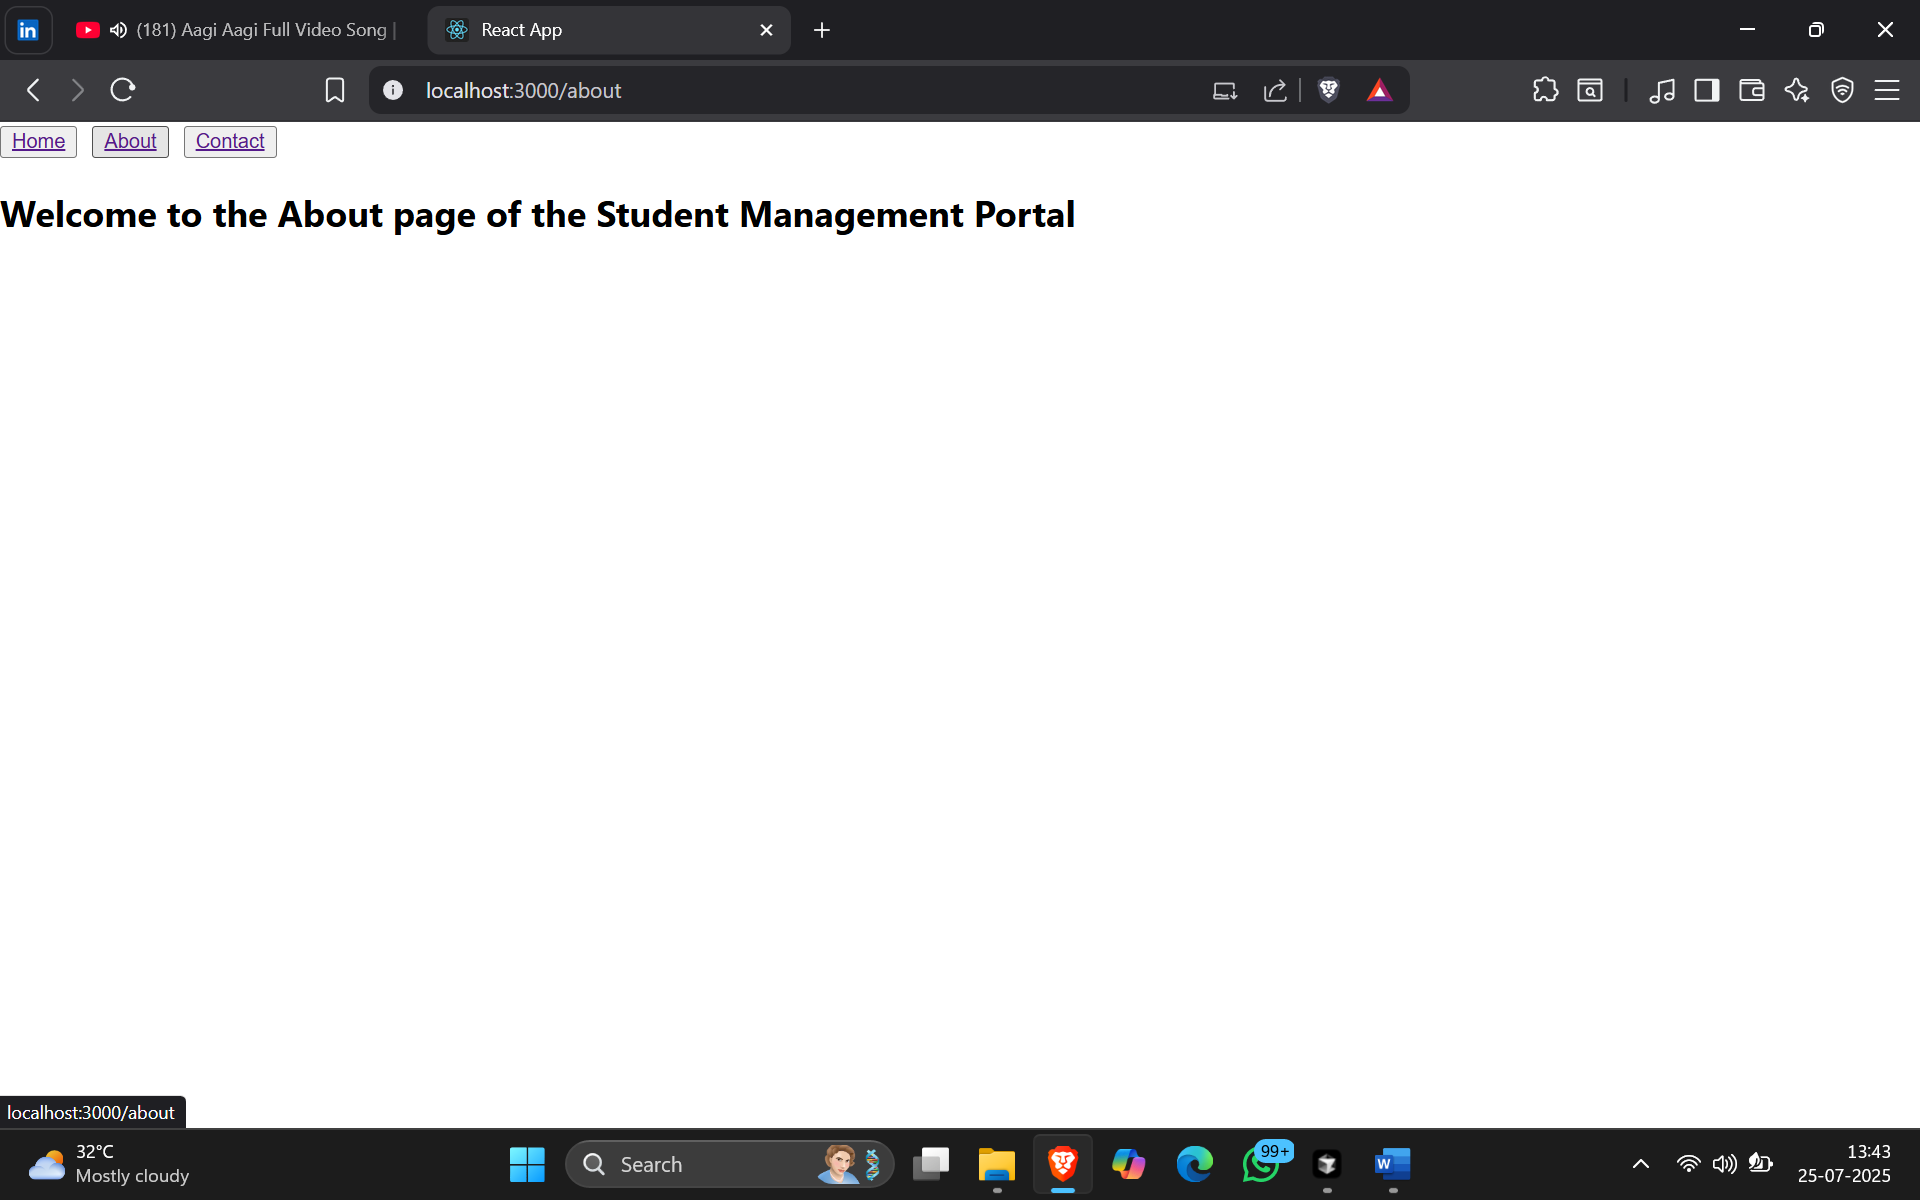 (181) Aagi Aagi Full Video Song |
React App
localhost:3000/about
Home About Contact
Welcome to the About page of the Student Management Portal
localhost:3000/about
32°C
Mostly cloudy
Search
99+
13:43
25-07-2025